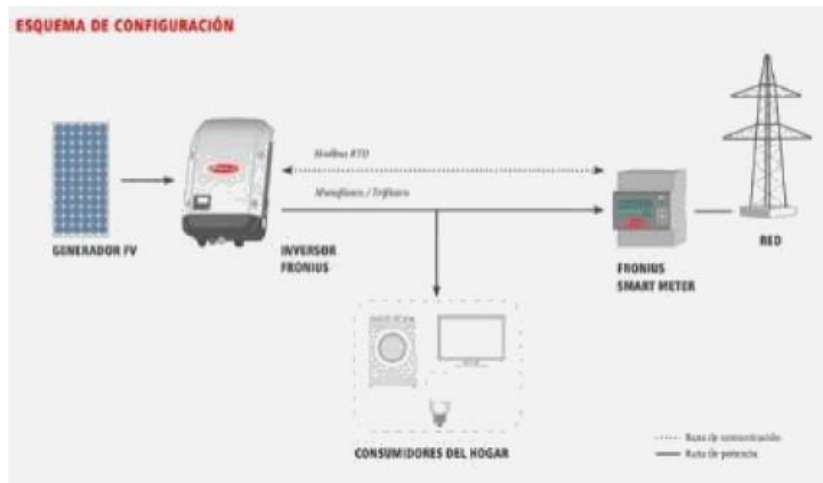 ESQUEMA DE CONFIGURACIÓN
Modbus RTU
Monofásico / Trifásico
GENERADOR FV
INVERSOR
FRONIUS
FRONIUS
SMART METER
RED
CONSUMIDORES DEL HOGAR
Ruta de comunicación
Ruta de potencia